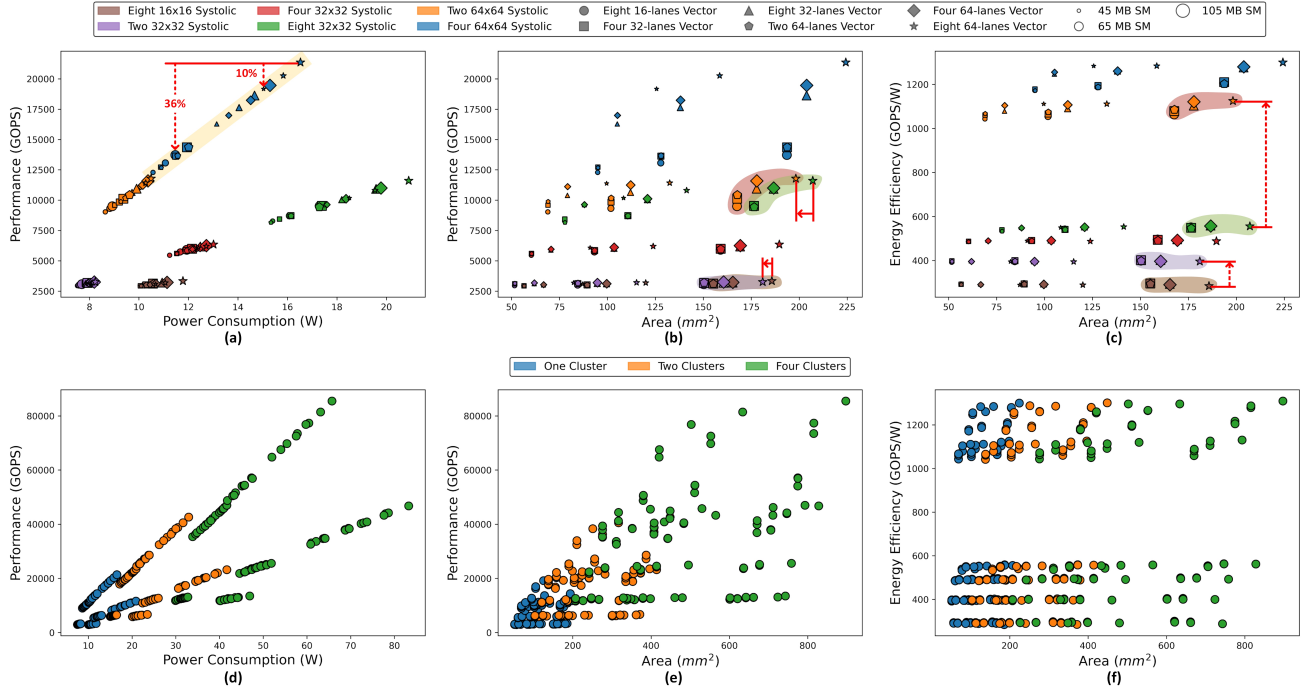 Eight 16x16 Systolic Four 32x32 Systolic Two 64x64 Systolic Eight 16-lanes Vector Eight 32-lanes Vector Four 64-lanes Vector 45 MB SM 105 MB SM
Two 32x32 Systolic Eight 32x32 Systolic Four 64x64 Systolic Four 32-lanes Vector Two 64-lanes Vector Eight 64-lanes Vector 65 MB SM
Performance (GOPS)
20000
17500
15000
12500
10000
7500
5000
2500
10%
36%
8 10 12 14 16 18 20
Power Consumption (W)
(a)
Performance (GOPS)
20000
17500
15000
12500
10000
7500
5000
2500
50 75 100 125 150 175 200 225
Area (mm²)
(b)
Energy Efficiency (GOPS/W)
1200
1000
800
600
400
50 75 100 125 150 175 200 225
Area (mm²)
(c)
One Cluster Two Clusters Four Clusters
Performance (GOPS)
80000
60000
40000
20000
0
10 20 30 40 50 60 70 80
Power Consumption (W)
(d)
Performance (GOPS)
80000
60000
40000
20000
0
0 200 400 600 800
Area (mm²)
(e)
Energy Efficiency (GOPS/W)
1200
1000
800
600
400
200 400 600 800
Area (mm²)
(f)